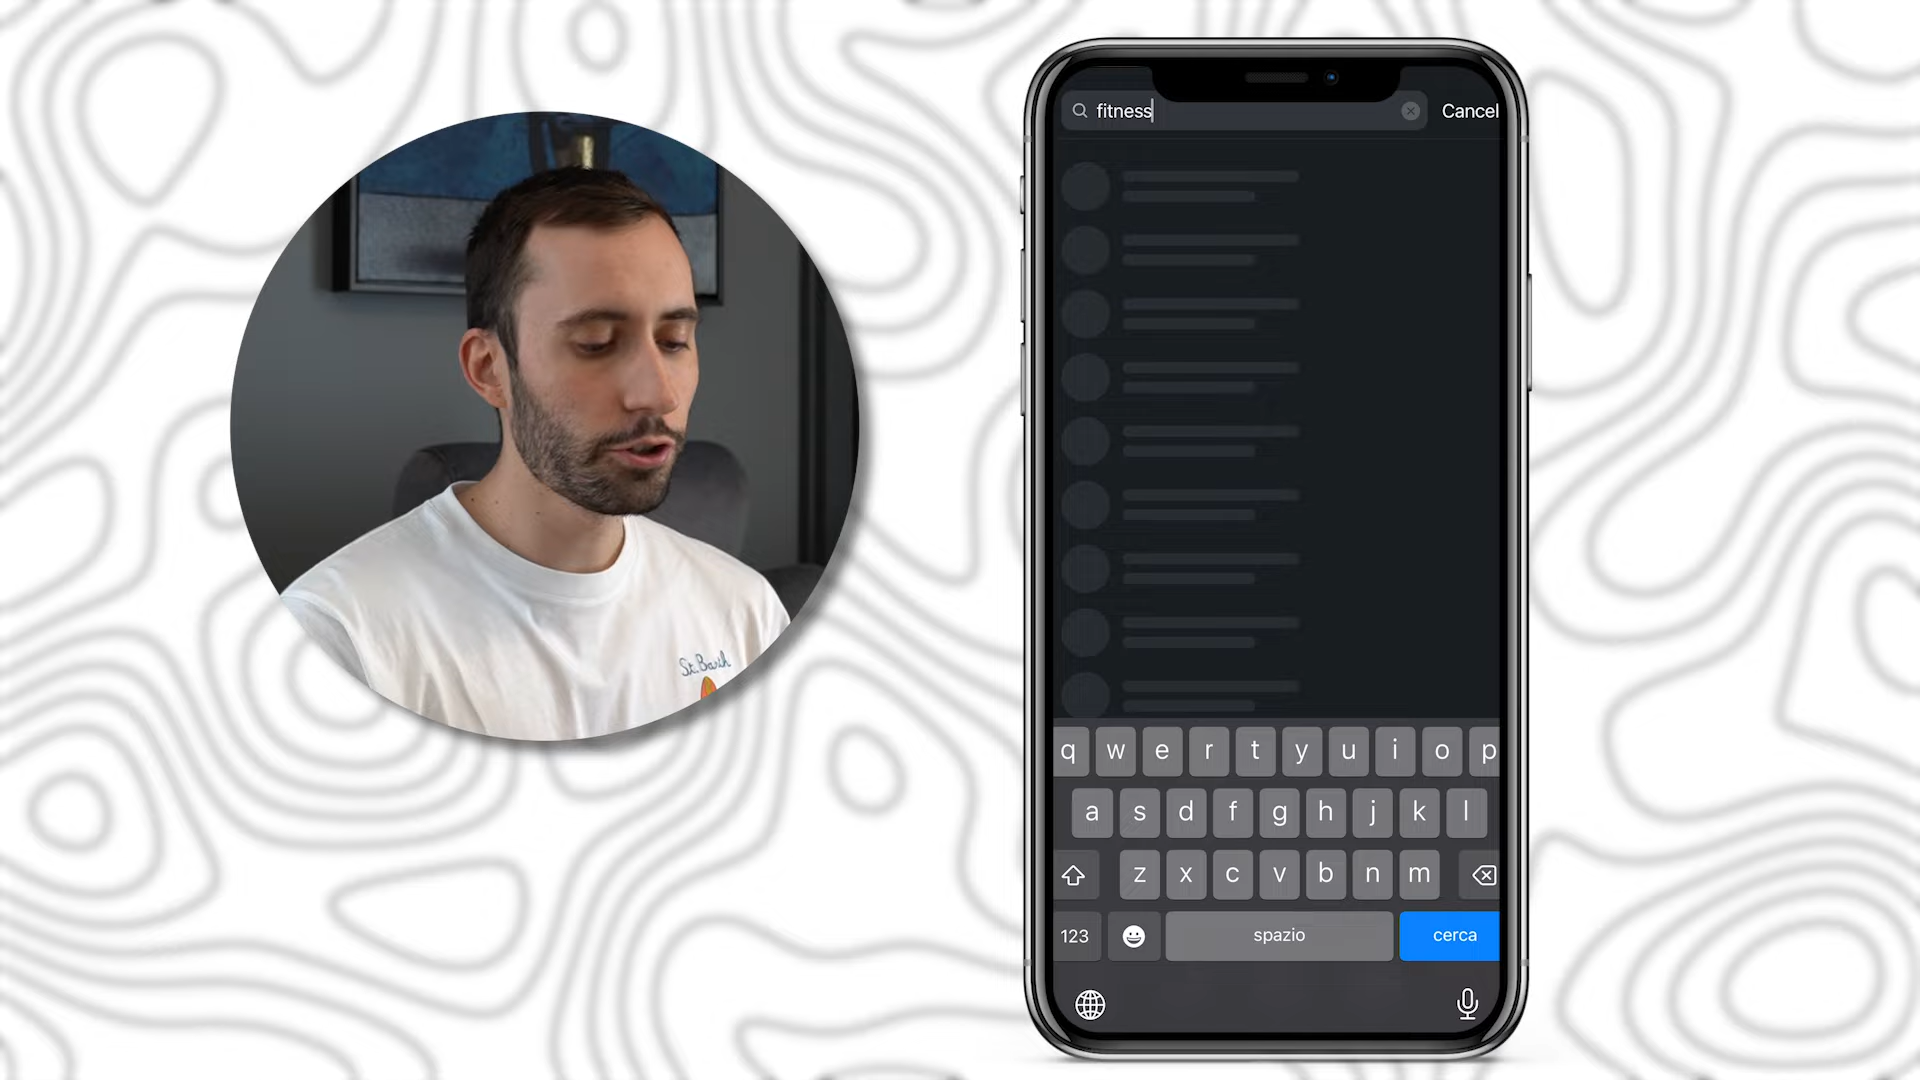 fitness
Cancel
St. Barth
q w e r t y u i o p
a s d f g h j k l
z x c v b n m
123
spazio
cerca